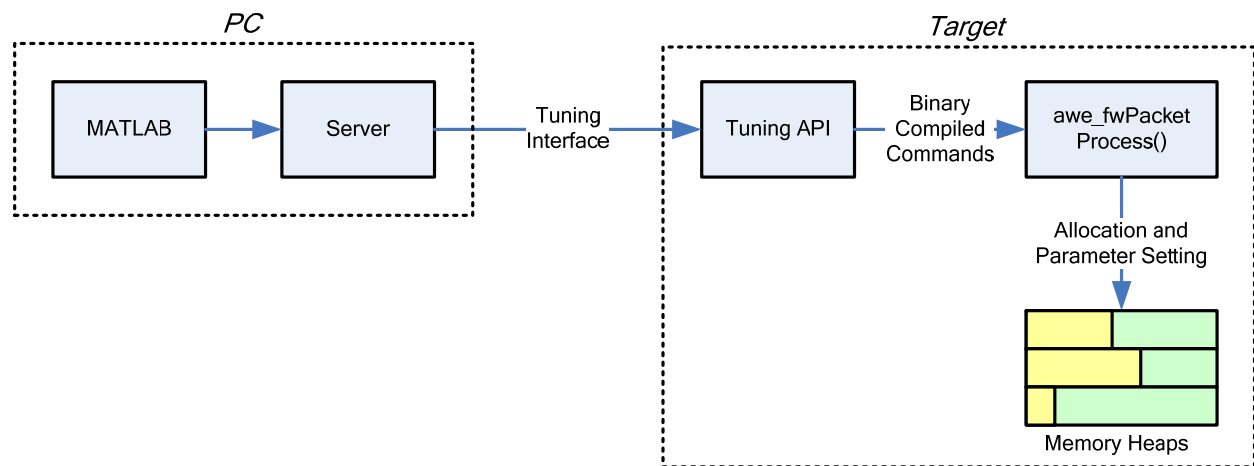 PC
Target
MATLAB
Server
Tuning
Interface
Tuning API
Binary
Compiled
Commands
awe_fwPacket
Process()
Allocation and
Parameter Setting
Memory Heaps